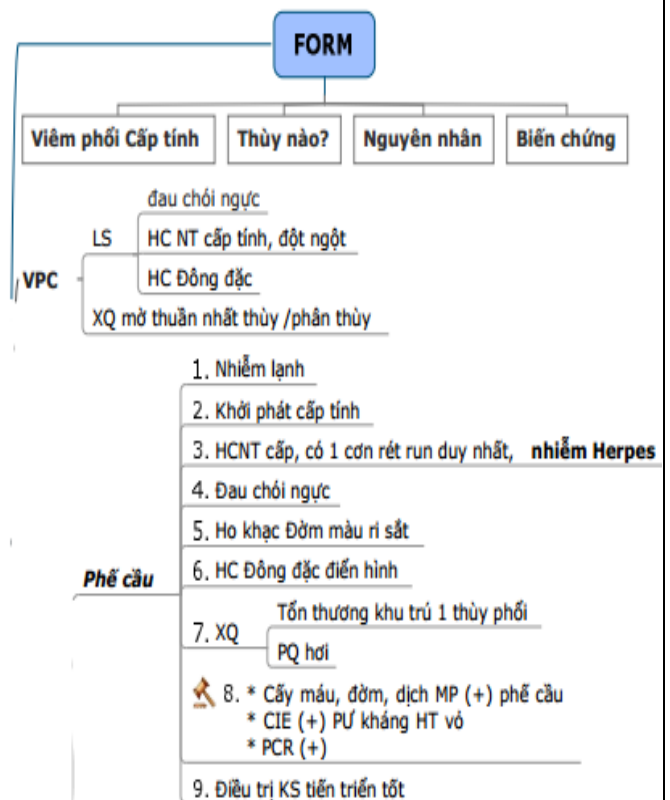 FORM
Viêm phổi Cấp tính
Thùy nào?
Nguyên nhân
Biến chứng
VPC
LS
đau chói ngực
HC NT cấp tính, đột ngột
HC Đông đặc
XQ mờ thuần nhất thùy /phân thùy
Phế cầu
1. Nhiễm lạnh
2. Khởi phát cấp tính
3. HCNT cấp, có 1 cơn rét run duy nhất, nhiễm Herpes
4. Đau chói ngực
5. Ho khạc Đờm màu rỉ sắt
6. HC Đông đặc điển hình
7. XQ
Tổn thương khu trú 1 thùy phổi
PQ hơi
8. * Cấy máu, đờm, dịch MP (+) phế cầu
* CIE (+) PƯ kháng HT vỏ
* PCR (+)
9. Điều trị KS tiến triển tốt